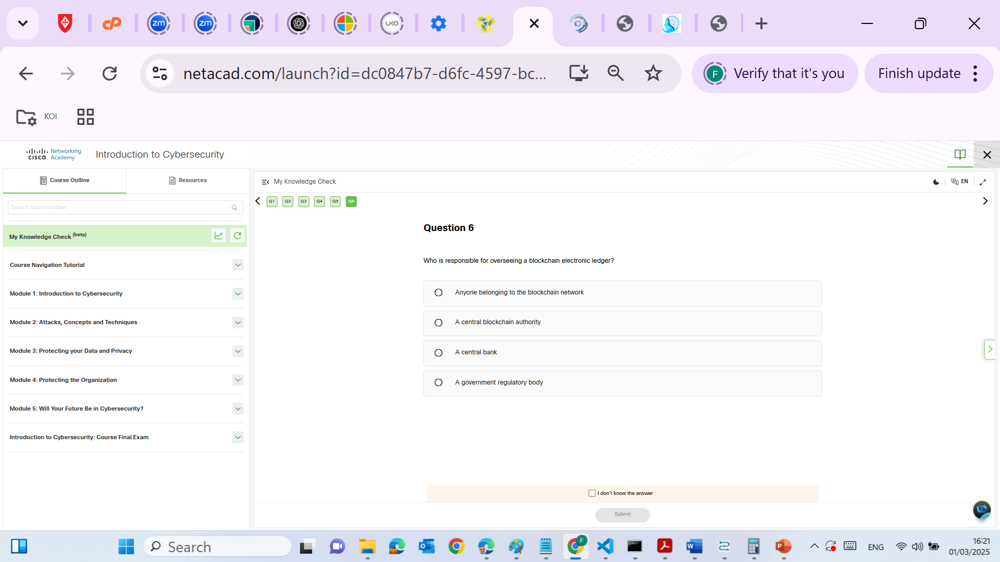 zm
zm
UKO
netacad.com/launch?id=dc0847b7-d6fc-4597-bc...
F
Verify that it's you
Finish update
KOI
CISCO
Networking
Academy
Introduction to Cybersecurity
Course Outline
Resources
Search course outline
My Knowledge Check (beta)
Course Navigation Tutorial
Module 1: Introduction to Cybersecurity
Module 2: Attacks, Concepts and Techniques
Module 3: Protecting your Data and Privacy
Module 4: Protecting the Organization
Module 5: Will Your Future Be in Cybersecurity?
Introduction to Cybersecurity: Course Final Exam
My Knowledge Check
EN
Q1 Q2 Q3 Q4 Q5 Q6
Question 6
Who is responsible for overseeing a blockchain electronic ledger?
Anyone belonging to the blockchain network
A central blockchain authority
A central bank
A government regulatory body
I don't know the answer
Submit
Search
ENG
16:21
01/03/2025